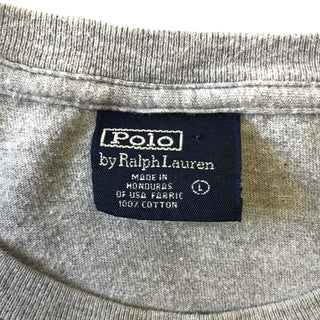 Polo
by Ralph Lauren
MADE IN
HONDURAS
OF USA FABRIC
100% COTTON
L